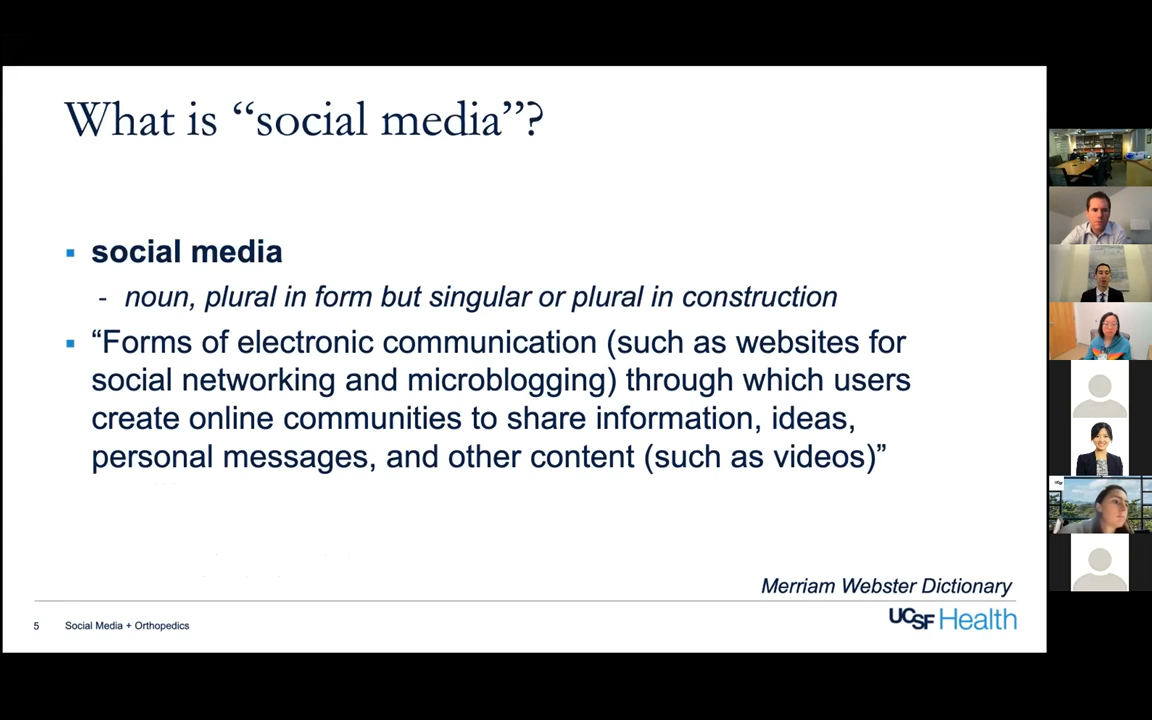 What is “social media”?
social media
- noun, plural in form but singular or plural in construction
“Forms of electronic communication (such as websites for
social networking and microblogging) through which users
create online communities to share information, ideas,
personal messages, and other content (such as videos)”
Merriam Webster Dictionary
5 Social Media + Orthopedics
UCSF Health
UCSF